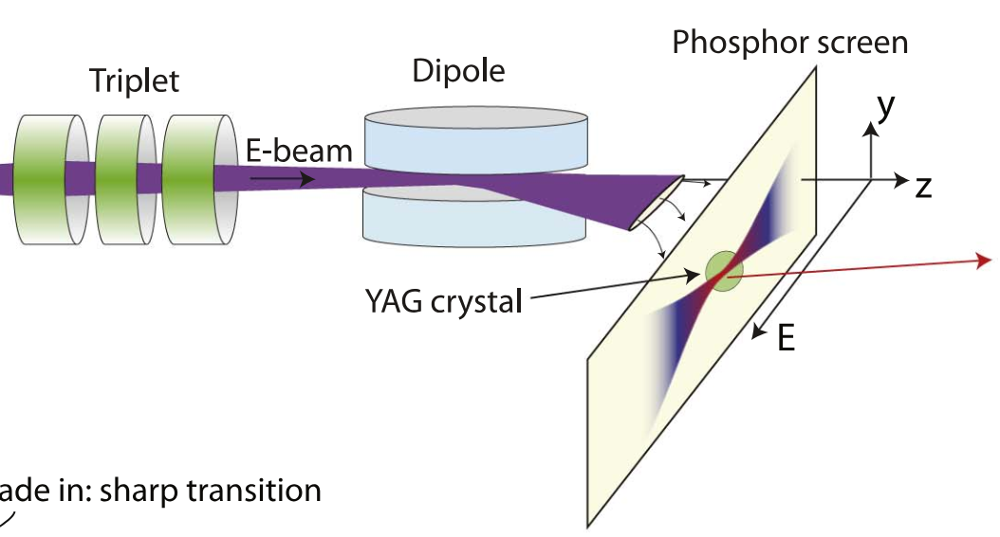 Phosphor screen
Triplet
Dipole
y
E-beam
z
YAG crystal
E
ade in: sharp transition